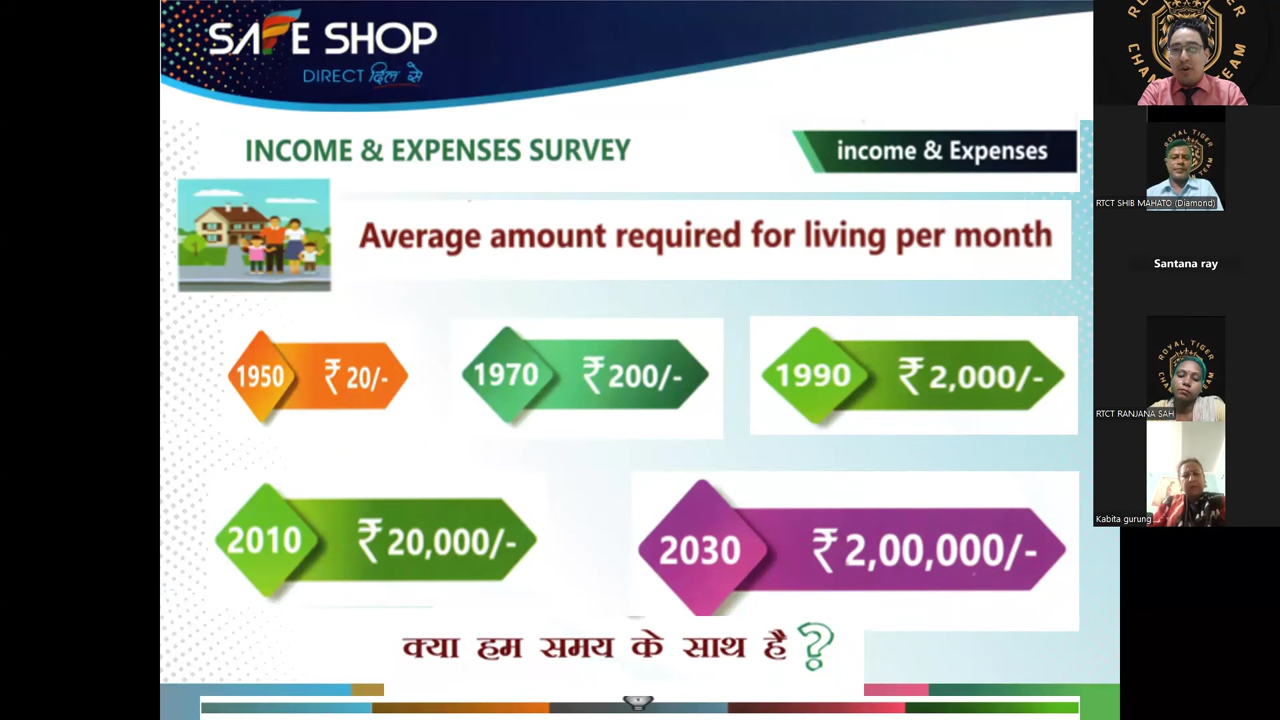 SAFE SHOP
DIRECT दिल से
INCOME & EXPENSES SURVEY
income & Expenses
Average amount required for living per month
1950 ₹ 20/-
1970 ₹ 200/-
1990 ₹ 2,000/-
2010 ₹ 20,000/-
2030 ₹ 2,00,000/-
क्या हम समय के साथ है ?
RTCT SHIB MAHATO (Diamond)
Santana ray
ROYAL TIGER
RTCT RANJANA SAH
Kabita gurung